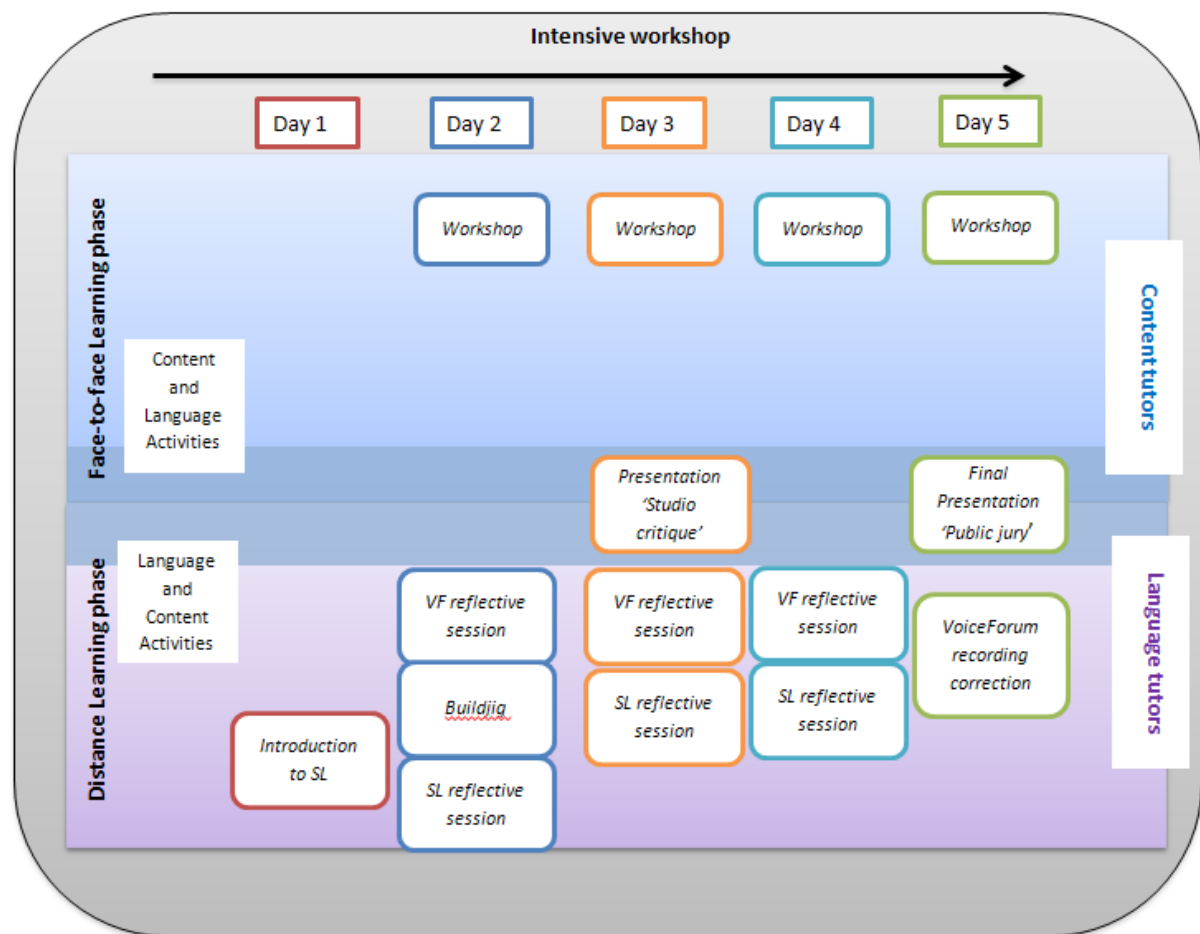 Intensive workshop
Day 1
Day 2
Day 3
Day 4
Day 5
Face-to-face Learning phase
Workshop
Workshop
Workshop
Workshop
Content tutors
Content
and
Language
Activities
Presentation
‘Studio
critique’
Final
Presentation
‘Public jury’
Distance Learning phase
Language
and
Content
Activities
Language tutors
VF reflective
session
VF reflective
session
VF reflective
session
VoiceForum
recording
correction
Buildjig
SL reflective
session
SL reflective
session
Introduction
to SL
SL reflective
session